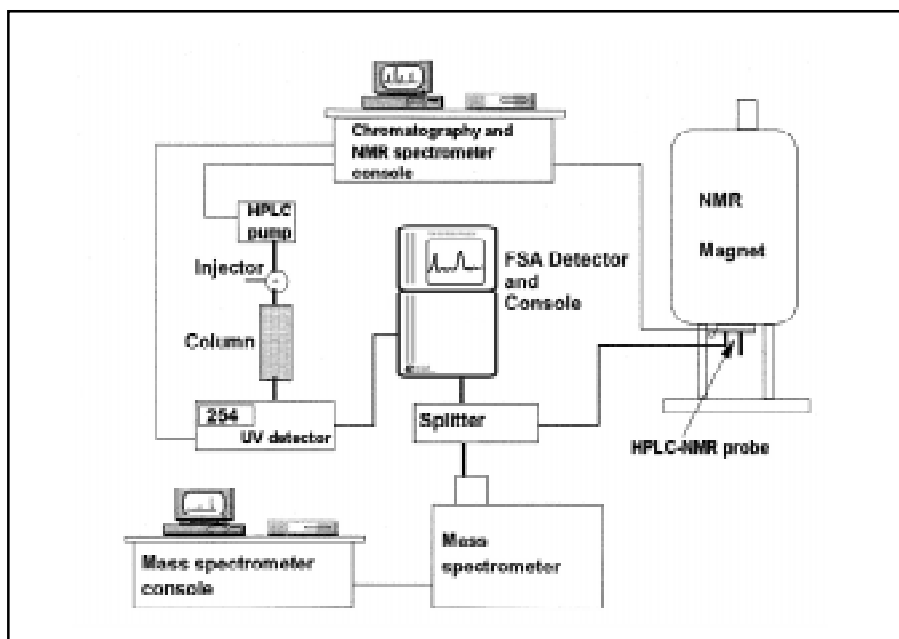 Chromatography and
NMR spectrometer
console
HPLC
pump
Injector
Column
254
UV detector
FSA Detector
and
Console
Splitter
NMR
Magnet
HPLC-NMR probe
Mass spectrometer
console
Mass
spectrometer